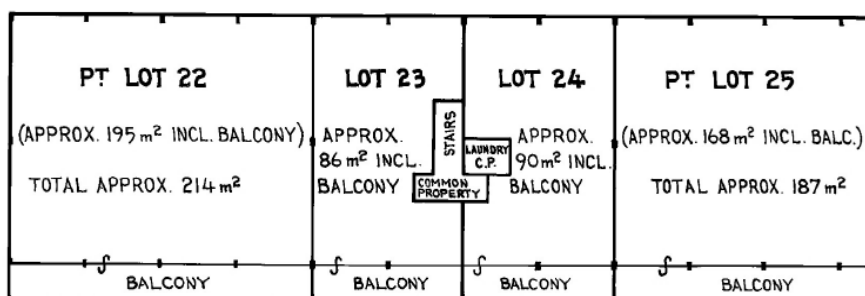 PT LOT 22
(APPROX. 195 m² INCL. BALCONY)
TOTAL APPROX. 214 m²
BALCONY
LOT 23
APPROX.
86 m² INCL.
BALCONY
BALCONY
STAIRS
COMMON
PROPERTY
LAUNDRY
C.P.
LOT 24
APPROX.
90 m² INCL.
BALCONY
BALCONY
PT LOT 25
(APPROX. 168 m² INCL. BALC.)
TOTAL APPROX. 187 m²
BALCONY